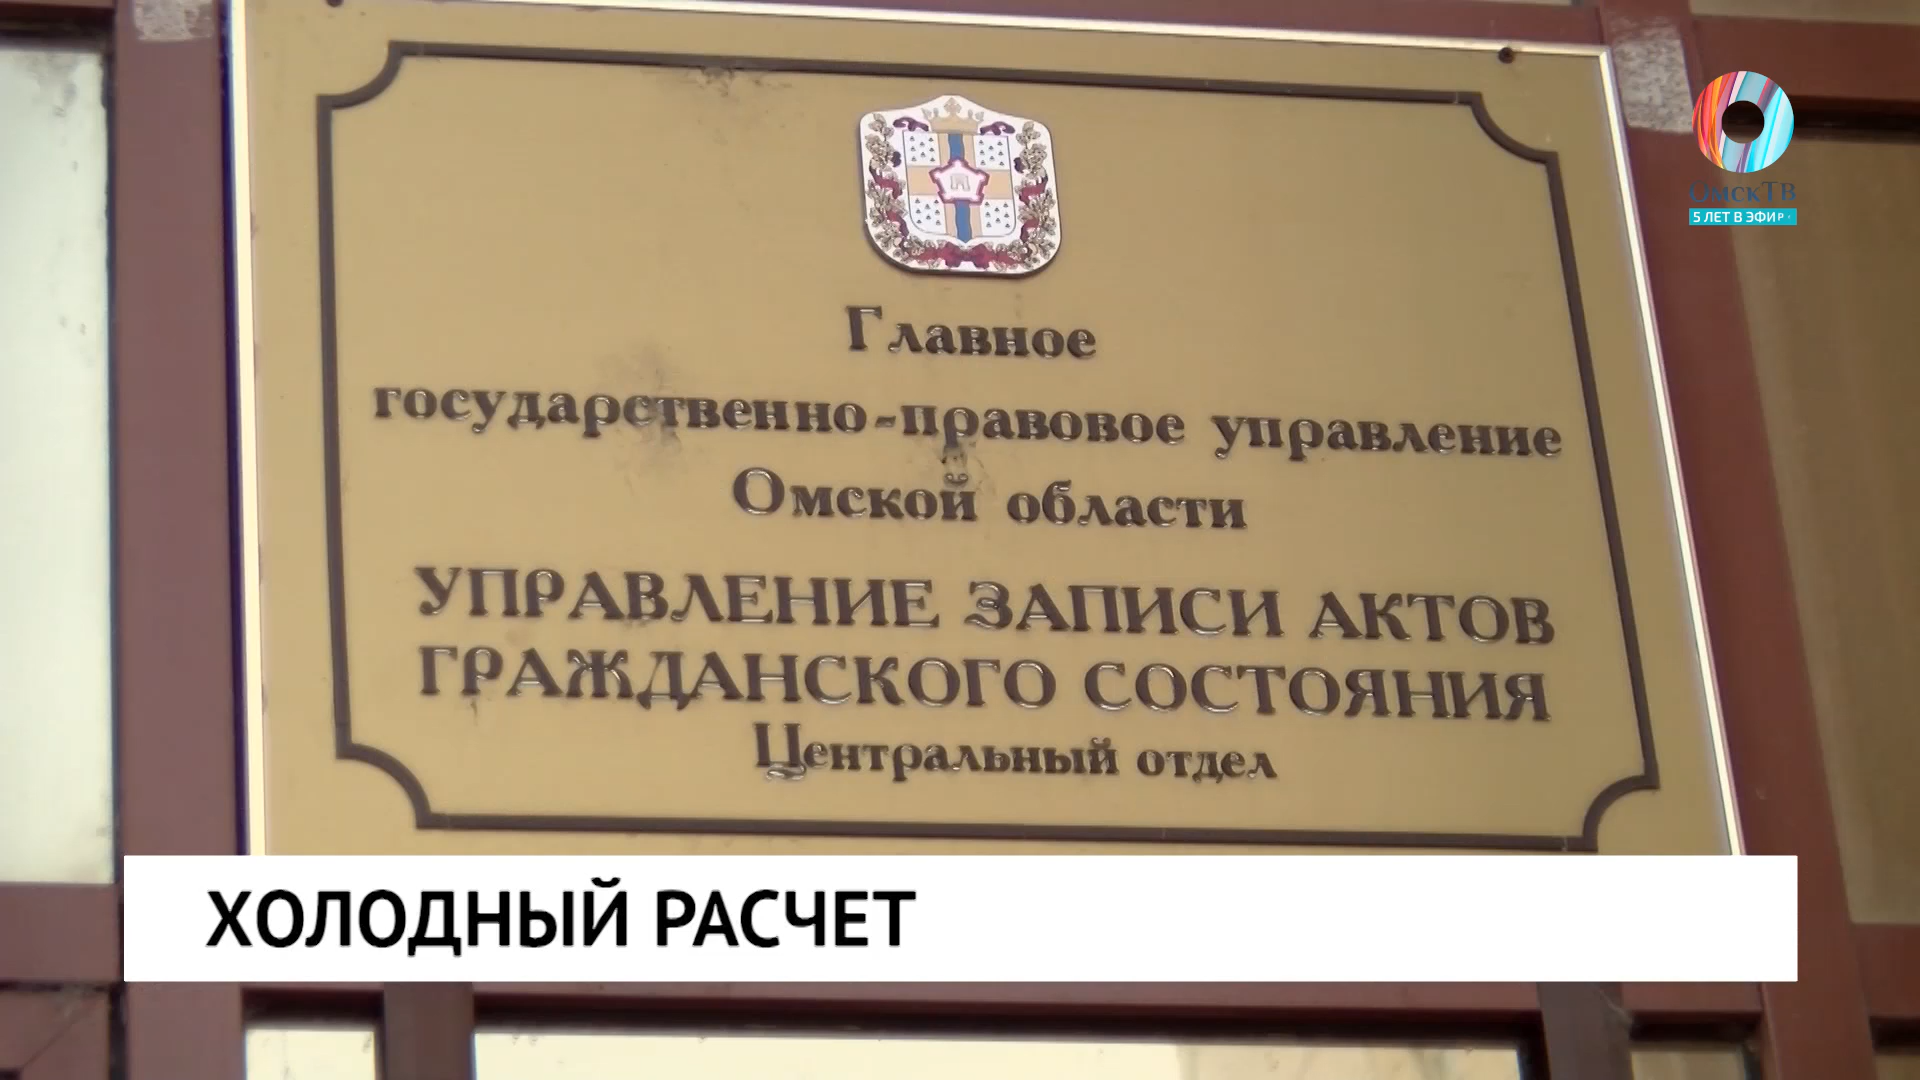 Главное
государственно-правовое управление
Омской области
УПРАВЛЕНИЕ ЗАПИСИ АКТОВ
ГРАЖДАНСКОГО СОСТОЯНИЯ
Центральный отдел
ОмскТВ
5 ЛЕТ В ЭФИР
ХОЛОДНЫЙ РАСЧЕТ